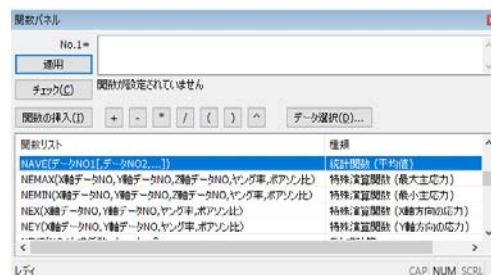 関数パネル
No.1=
適用
チェック(C) 関数が設定されていません
関数の挿入(I) + - * / ( ) ^ データ選択(D)...
関数リスト 種類
NAVE(データNO1[,データNO2,...]) 統計関数 (平均値)
NEMAX(X軸データNO,Y軸データNO,Z軸データNO,ヤング率,ポアソン比) 特殊演算関数 (最大主応力)
NEMIN(X軸データNO,Y軸データNO,Z軸データNO,ヤング率,ポアソン比) 特殊演算関数 (最小主応力)
NEX(X軸データNO,Y軸データNO,ヤング率,ポアソン比) 特殊演算関数 (X軸方向の応力)
NEY(X軸データNO,Y軸データNO,ヤング率,ポアソン比) 特殊演算関数 (Y軸方向の応力)
レディ CAP NUM SCRL